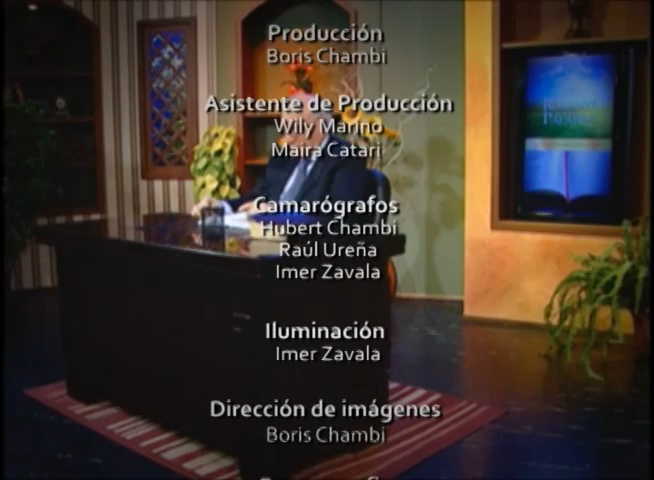 Producción
Boris Chambi
Asistente de Producción
Wily Marino
Maira Catari
Camarógrafos
Hubert Chambi
Raúl Ureña
Imer Zavala
Iluminación
Imer Zavala
Dirección de imágenes
Boris Chambi